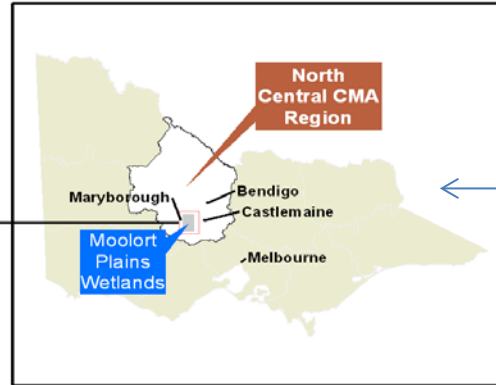 North
Central CMA
Region
Maryborough
Bendigo
Castlemaine
Moolort
Plains
Wetlands
Melbourne